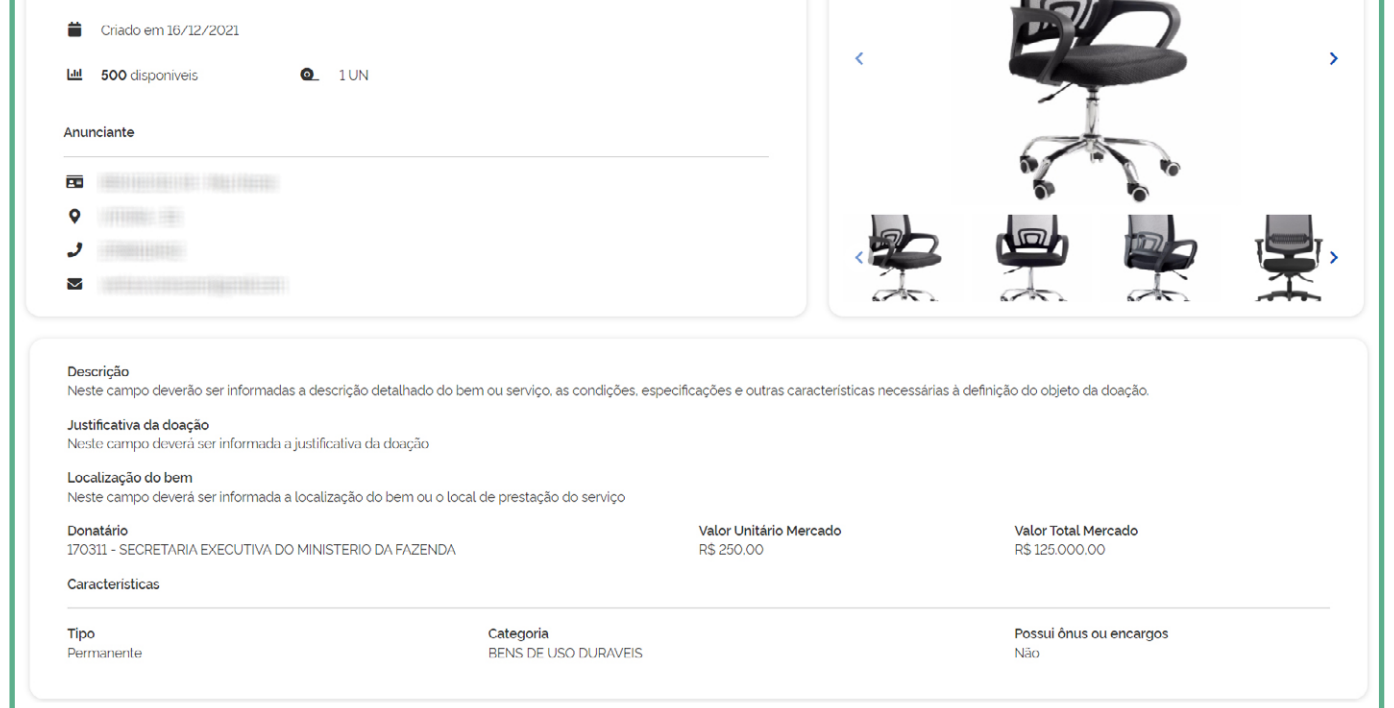 Criado em 16/12/2021
500 disponiveis
1 UN
Anunciante
Descrição
Neste campo deverão ser informadas a descrição detalhado do bem ou serviço, as condições, especificações e outras características necessárias à definição do objeto da doação.
Justificativa da doação
Neste campo deverá ser informada a justificativa da doação
Localização do bem
Neste campo deverá ser informada a localização do bem ou o local de prestação do serviço
Donatário
170311 - SECRETARIA EXECUTIVA DO MINISTERIO DA FAZENDA
Valor Unitário Mercado
R$ 250.00
Valor Total Mercado
R$ 125.000.00
Características
Tipo
Permanente
Categoria
BENS DE USO DURAVEIS
Possui ônus ou encargos
Não